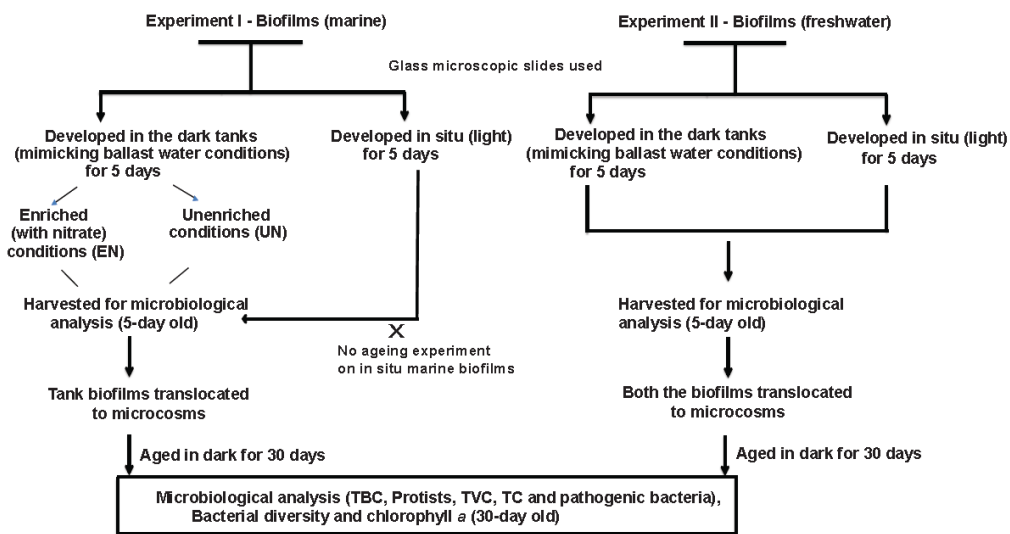 Experiment I - Biofilms (marine)
Experiment II - Biofilms (freshwater)
Glass microscopic slides used
Developed in the dark tanks
(mimicking ballast water conditions)
for 5 days
Developed in situ (light)
for 5 days
Developed in the dark tanks
(mimicking ballast water conditions)
for 5 days
Developed in situ (light)
for 5 days
Enriched
(with nitrate)
conditions (EN)
Unenriched
conditions (UN)
Harvested for microbiological
analysis (5-day old)
X
No ageing experiment
on in situ marine biofilms
Harvested for microbiological
analysis (5-day old)
Tank biofilms translocated
to microcosms
Both the biofilms translocated
to microcosms
Aged in dark for 30 days
Aged in dark for 30 days
Microbiological analysis (TBC, Protists, TVC, TC and pathogenic bacteria),
Bacterial diversity and chlorophyll a (30-day old)